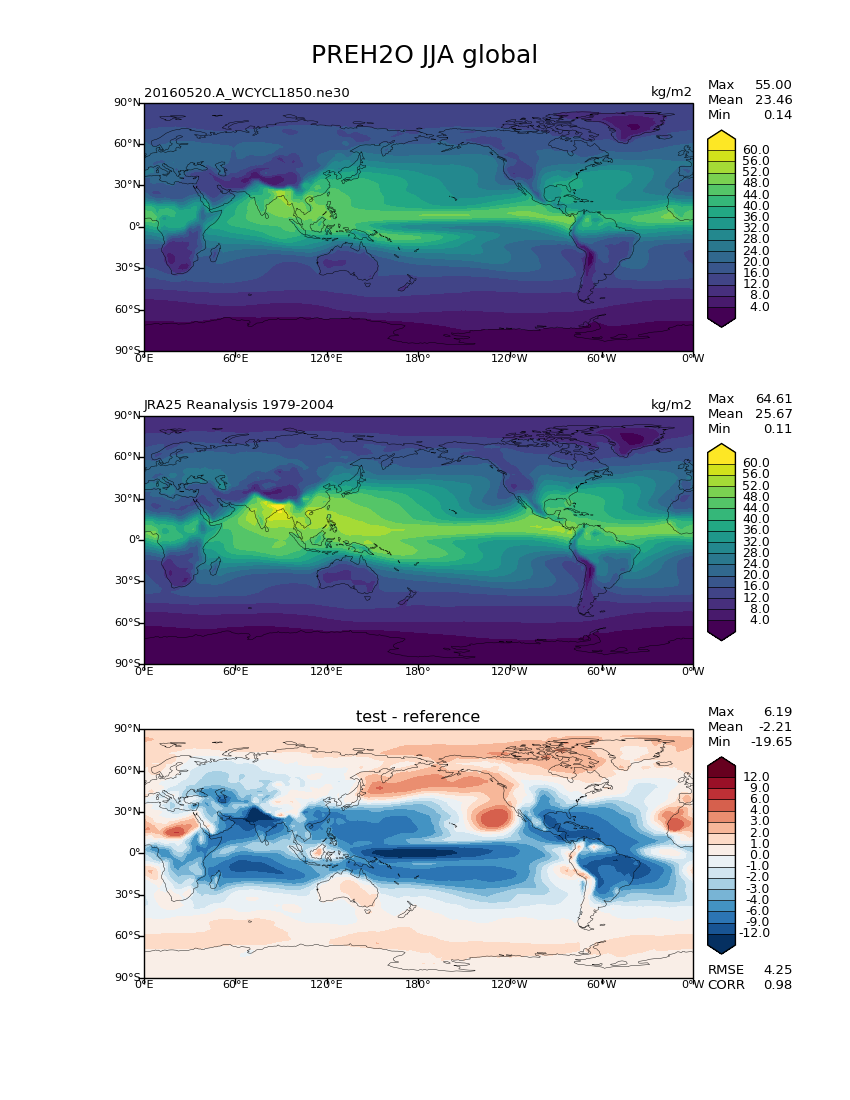 PREH2O JJA global
20160520.A_WCYCL1850.ne30 kg/m2
Max 55.00
Mean 23.46
Min 0.14
90°N
60°N
30°N
0°
30°S
60°S
90°S
0°E 60°E 120°E 180° 120°W 60°W 0°W
60.0
56.0
52.0
48.0
44.0
40.0
36.0
32.0
28.0
24.0
20.0
16.0
12.0
8.0
4.0
JRA25 Reanalysis 1979-2004 kg/m2
Max 64.61
Mean 25.67
Min 0.11
90°N
60°N
30°N
0°
30°S
60°S
90°S
0°E 60°E 120°E 180° 120°W 60°W 0°W
60.0
56.0
52.0
48.0
44.0
40.0
36.0
32.0
28.0
24.0
20.0
16.0
12.0
8.0
4.0
test - reference
Max 6.19
Mean -2.21
Min -19.65
90°N
60°N
30°N
0°
30°S
60°S
90°S
0°E 60°E 120°E 180° 120°W 60°W 0°W
12.0
9.0
6.0
4.0
3.0
2.0
1.0
0.0
-1.0
-2.0
-3.0
-4.0
-6.0
-9.0
-12.0
RMSE 4.25
CORR 0.98